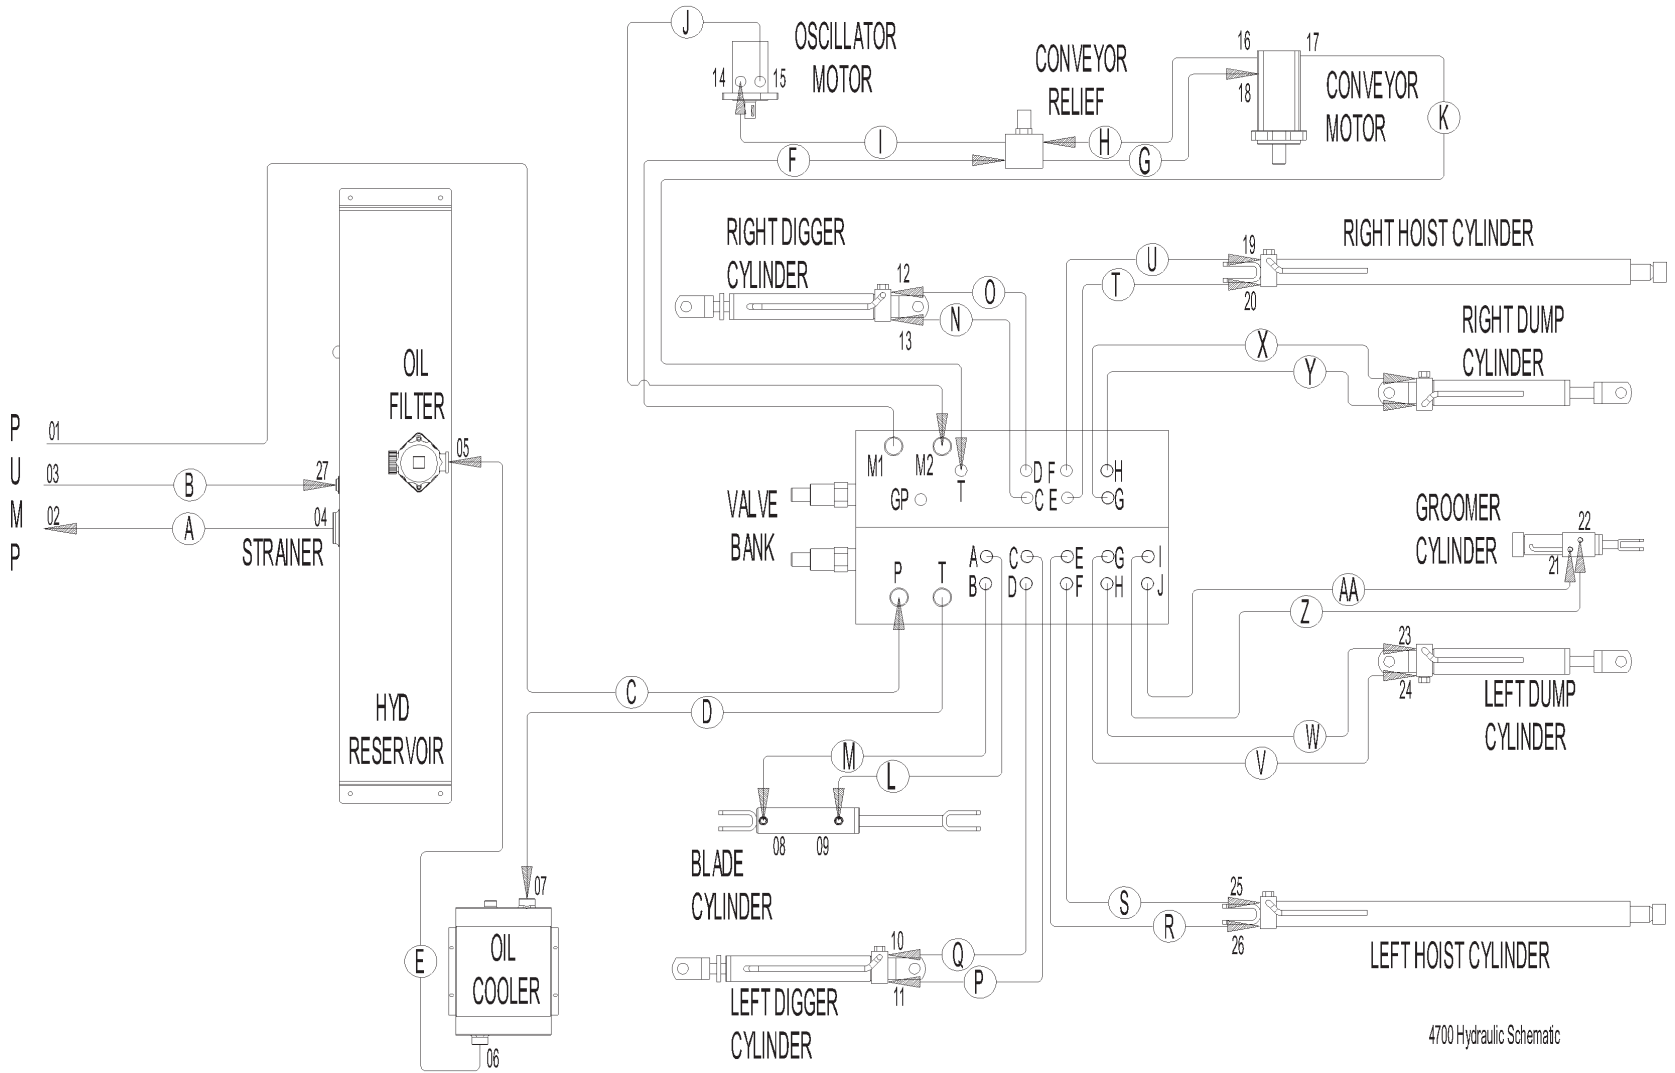 J
OSCILLATOR
MOTOR
14
15
CONVEYOR
RELIEF
16
17
18
CONVEYOR
MOTOR
K
I
H
F
G
RIGHT DIGGER
CYLINDER
12
13
O
N
U
T
19
20
RIGHT HOIST CYLINDER
RIGHT DUMP
CYLINDER
X
Y
OIL
FILTER
05
P
U
M
P
01
03
B
27
02
A
04
STRAINER
HYD
RESERVOIR
VALVE
BANK
M1
M2
T
GP
D F
C E
H
G
P
T
A
B
C
D
E
F
G
H
I
J
GROOMER
CYLINDER
22
21
AA
Z
23
24
LEFT DUMP
CYLINDER
W
V
C
D
M
L
08
09
BLADE
CYLINDER
07
OIL
COOLER
E
06
S
R
25
26
LEFT HOIST CYLINDER
10
11
Q
P
LEFT DIGGER
CYLINDER
4700 Hydraulic Schematic